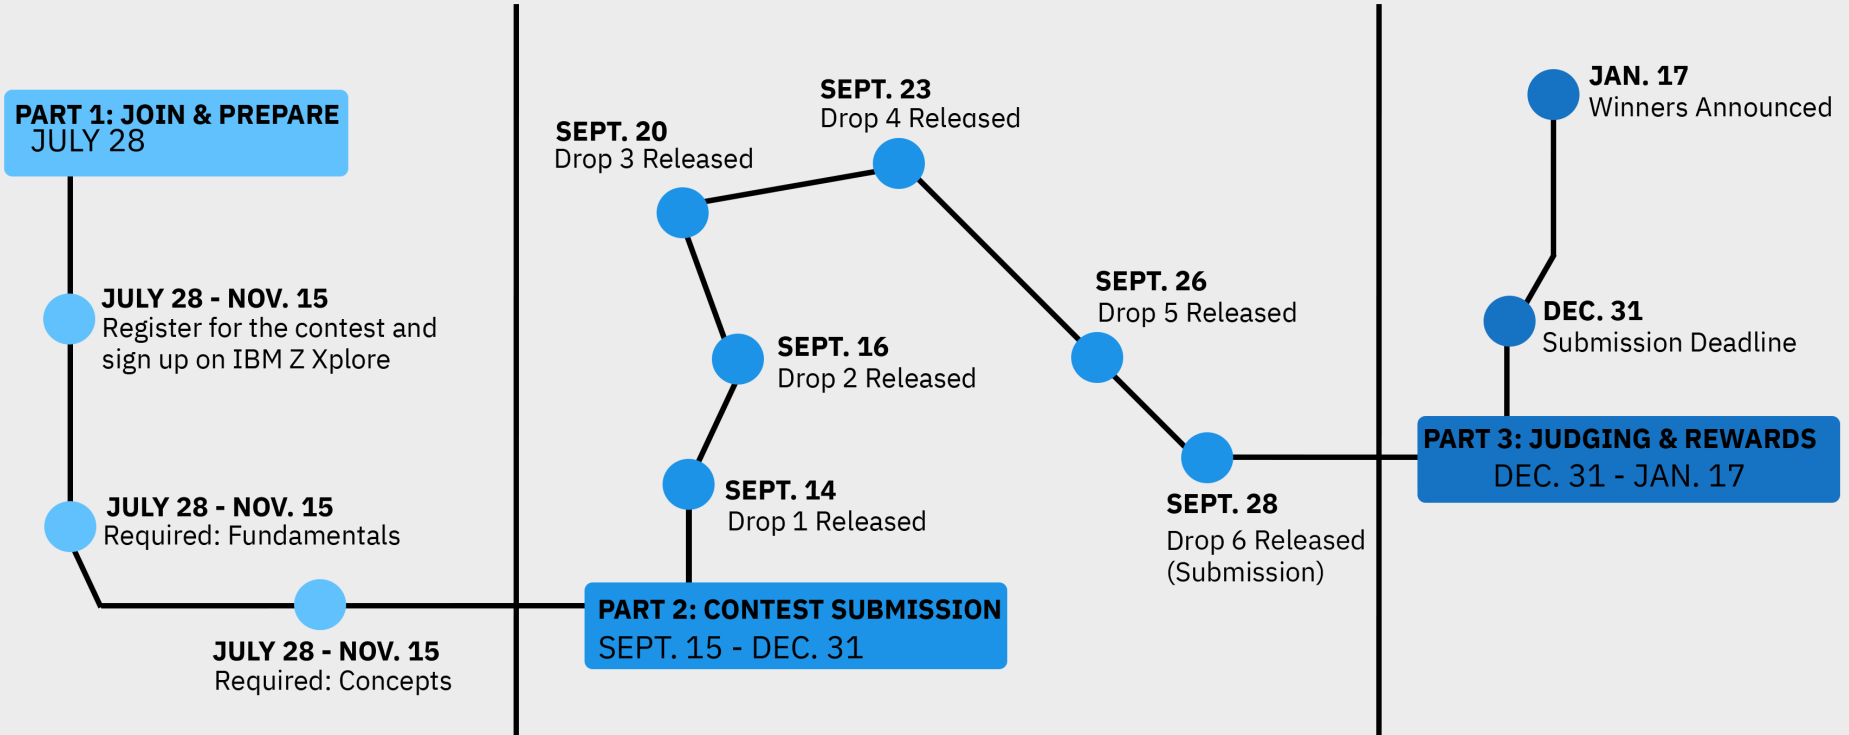 PART 1: JOIN & PREPARE
JULY 28
JULY 28 - NOV. 15
Register for the contest and
sign up on IBM Z Xplore
JULY 28 - NOV. 15
Required: Fundamentals
JULY 28 - NOV. 15
Required: Concepts
PART 2: CONTEST SUBMISSION
SEPT. 15 - DEC. 31
SEPT. 14
Drop 1 Released
SEPT. 16
Drop 2 Released
SEPT. 20
Drop 3 Released
SEPT. 23
Drop 4 Released
SEPT. 26
Drop 5 Released
SEPT. 28
Drop 6 Released
(Submission)
PART 3: JUDGING & REWARDS
DEC. 31 - JAN. 17
DEC. 31
Submission Deadline
JAN. 17
Winners Announced